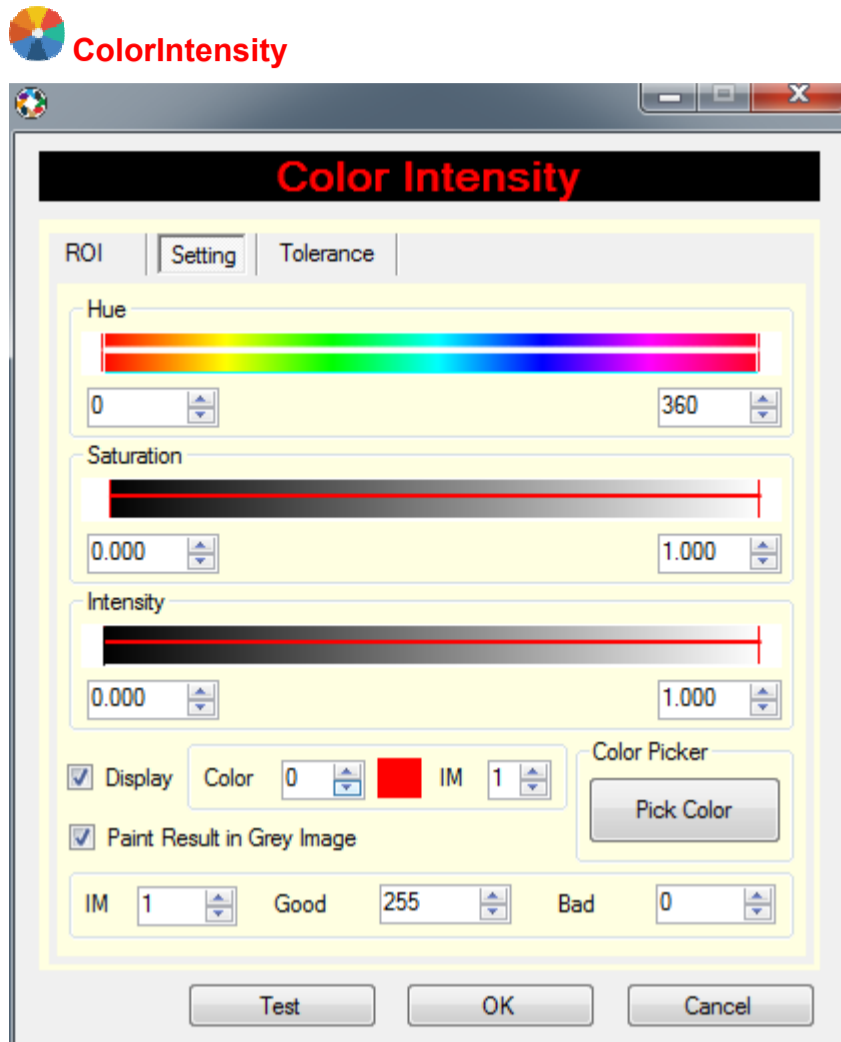 ColorIntensity
Color Intensity
ROI Setting Tolerance
Hue
0 360
Saturation
0.000 1.000
Intensity
0.000 1.000
Color Picker
Display Color 0 IM 1
Pick Color
Paint Result in Grey Image
IM 1 Good 255 Bad 0
Test OK Cancel